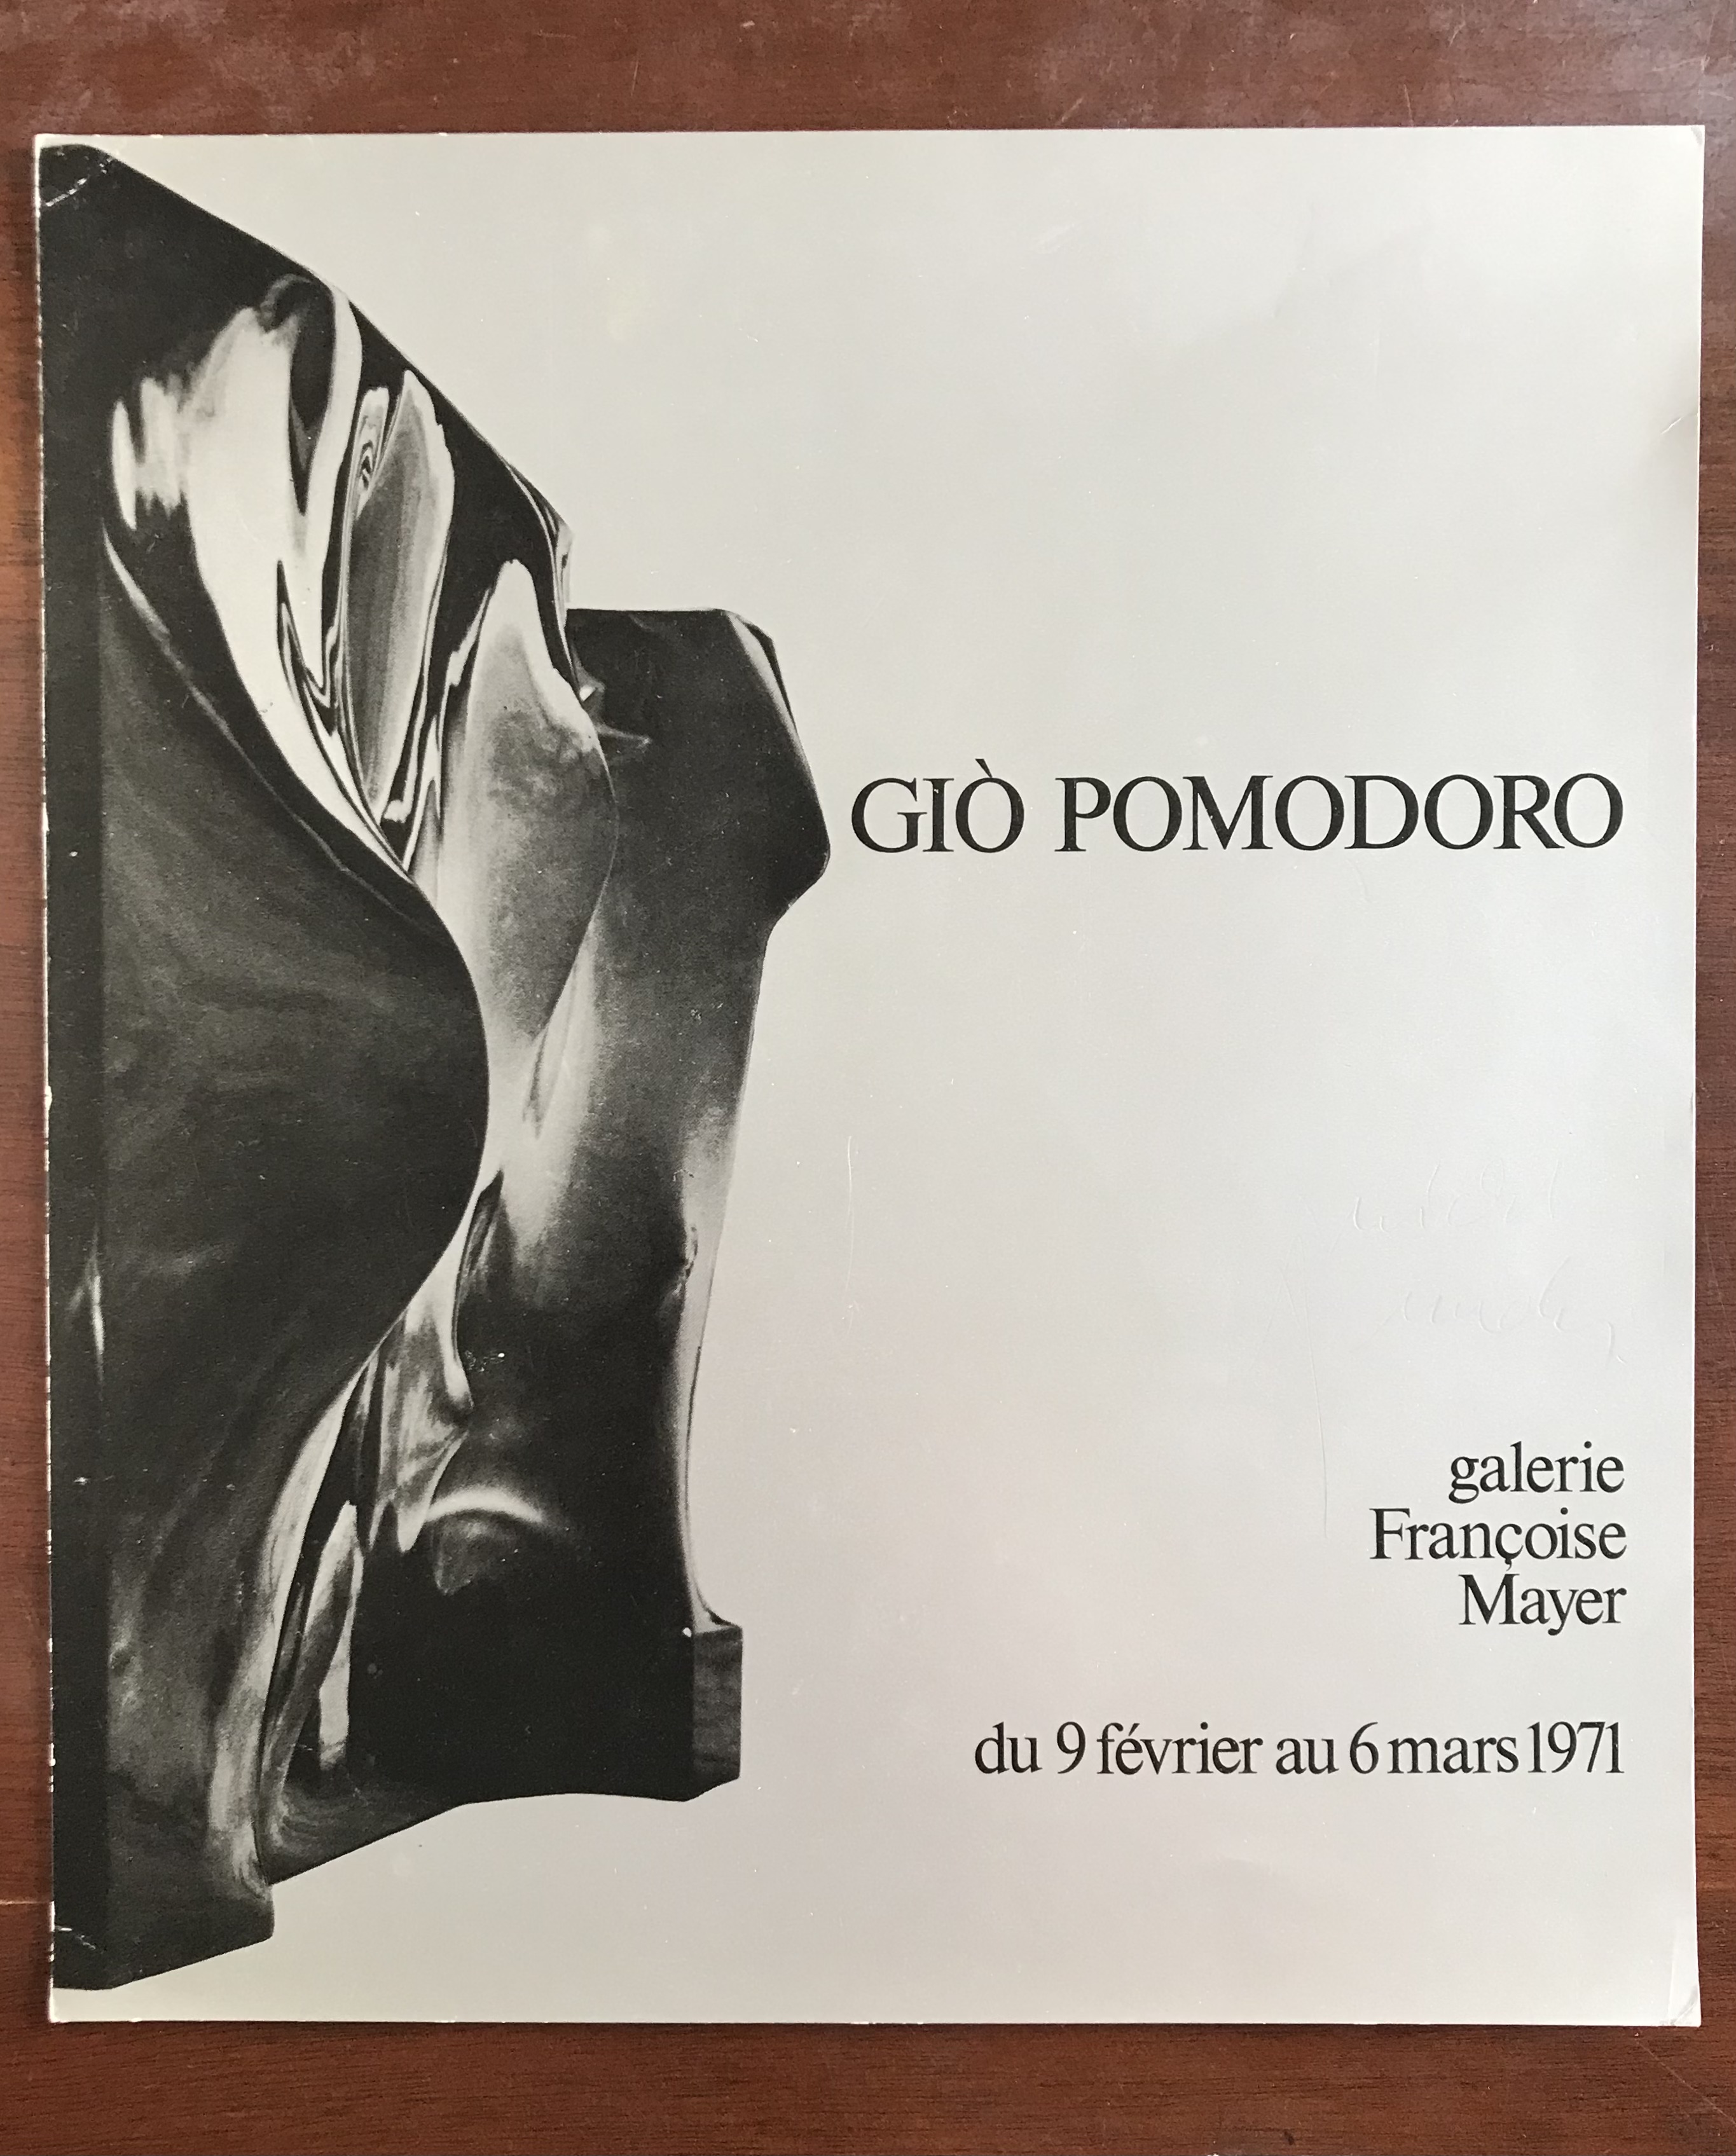 GIÒ POMODORO
galerie
Françoise
Mayer
du 9 février au 6 mars 1971